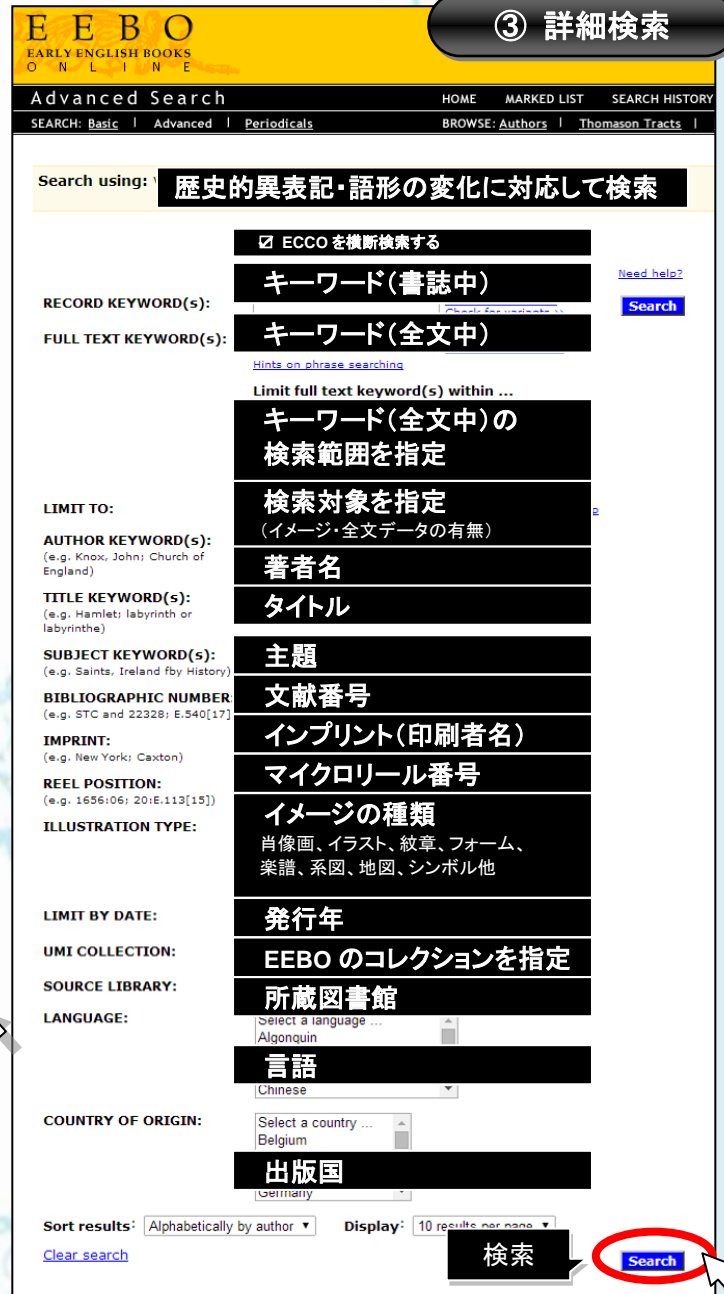 ③ 詳細検索
E E B O
EARLY ENGLISH BOOKS
O N L I N E
Advanced Search HOME MARKED LIST SEARCH HISTORY
SEARCH: Basic | Advanced | Periodicals BROWSE: Authors | Thomason Tracts |
Search using:
歴史的異表記・語形の変化に対応して検索
☑ ECCOを横断検索する
キーワード(書誌中)
Need help?
RECORD KEYWORD(s): Check for variants >>
Search
FULL TEXT KEYWORD(s): キーワード(全文中)
Hints on phrase searching
Limit full text keyword(s) within ...
キーワード(全文中)の
検索範囲を指定
LIMIT TO: 検索対象を指定
(イメージ・全文データの有無)
AUTHOR KEYWORD(s):
(e.g. Knox, John; Church of
England)
著者名
TITLE KEYWORD(s): タイトル
(e.g. Hamlet; labyrinth or
labyrinthe)
SUBJECT KEYWORD(s): 主題
(e.g. Saints, Ireland fby History)
BIBLIOGRAPHIC NUMBER: 文献番号
(e.g. STC and 22328; E.540[17]
IMPRINT: インプリント(印刷者名)
(e.g. New York; Caxton)
REEL POSITION: マイクロリール番号
(e.g. 1656:06; 20:E.113[15])
ILLUSTRATION TYPE: イメージの種類
肖像画、イラスト、紋章、フォーム、
楽譜、系図、地図、シンボル他
LIMIT BY DATE: 発行年
UMI COLLECTION: EEBO のコレクションを指定
SOURCE LIBRARY: 所蔵図書館
LANGUAGE: Select a language ...
Algonquin
言語
Chinese
COUNTRY OF ORIGIN: Select a country ...
Belgium
出版国
Germany
Sort results: Alphabetically by author Display: 10 results per page
Clear search
検索
Search